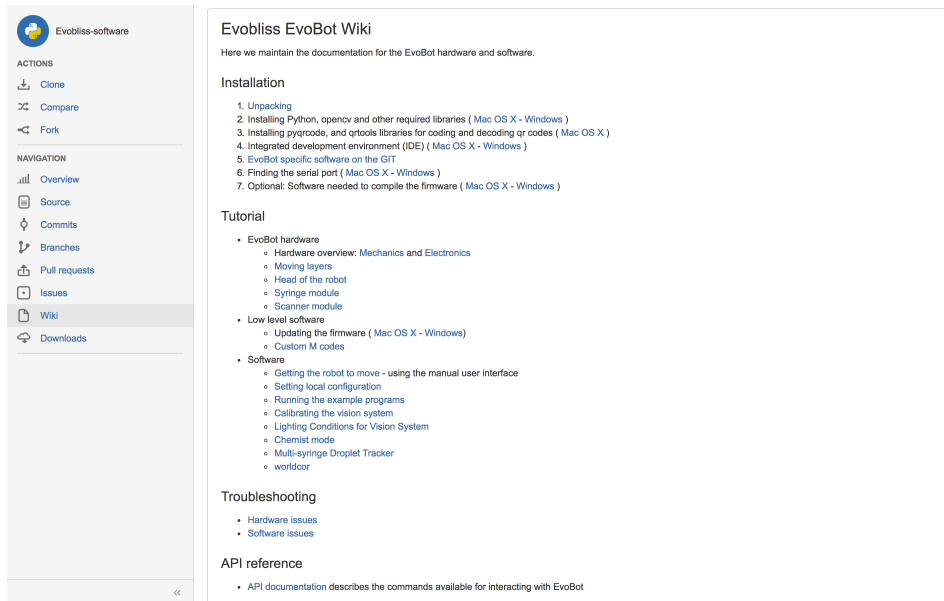 Evobliss-software
ACTIONS
Clone
Compare
Fork
NAVIGATION
Overview
Source
Commits
Branches
Pull requests
Issues
Wiki
Downloads
«
Evobliss EvoBot Wiki
Here we maintain the documentation for the EvoBot hardware and software.
Installation
1. Unpacking
2. Installing Python, opencv and other required libraries ( Mac OS X - Windows )
3. Installing pyqrcode, and qrtools libraries for coding and decoding qr codes ( Mac OS X )
4. Integrated development environment (IDE) ( Mac OS X - Windows )
5. EvoBot specific software on the GIT
6. Finding the serial port ( Mac OS X - Windows )
7. Optional: Software needed to compile the firmware ( Mac OS X - Windows )
Tutorial
• EvoBot hardware
◦ Hardware overview: Mechanics and Electronics
◦ Moving layers
◦ Head of the robot
◦ Syringe module
◦ Scanner module
• Low level software
◦ Updating the firmware ( Mac OS X - Windows)
◦ Custom M codes
• Software
◦ Getting the robot to move - using the manual user interface
◦ Setting local configuration
◦ Running the example programs
◦ Calibrating the vision system
◦ Lighting Conditions for Vision System
◦ Chemist mode
◦ Multi-syringe Droplet Tracker
◦ worldcor
Troubleshooting
• Hardware issues
• Software issues
API reference
• API documentation describes the commands available for interacting with EvoBot